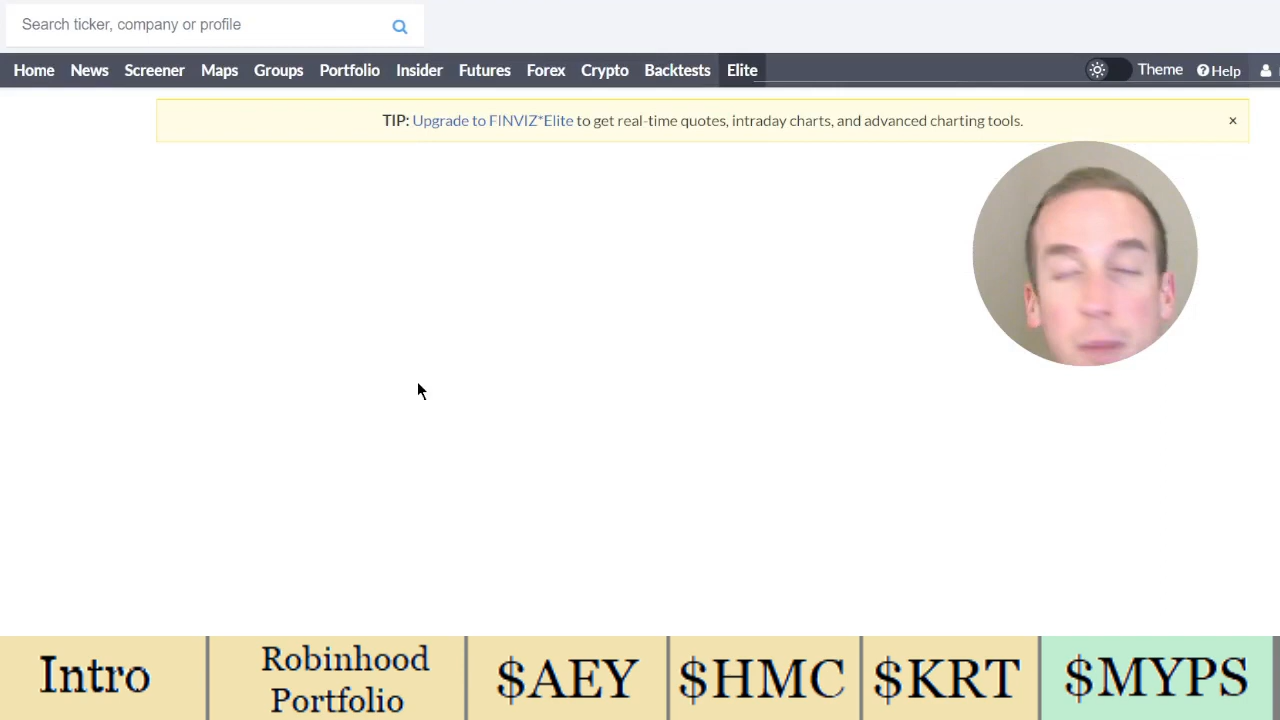 Search ticker, company or profile
Home News Screener Maps Groups Portfolio Insider Futures Forex Crypto Backtests Elite Theme Help
TIP: Upgrade to FINVIZ*Elite to get real-time quotes, intraday charts, and advanced charting tools. ×
Intro
Robinhood
Portfolio
$AEY
$HMC
$KRT
$MYPS